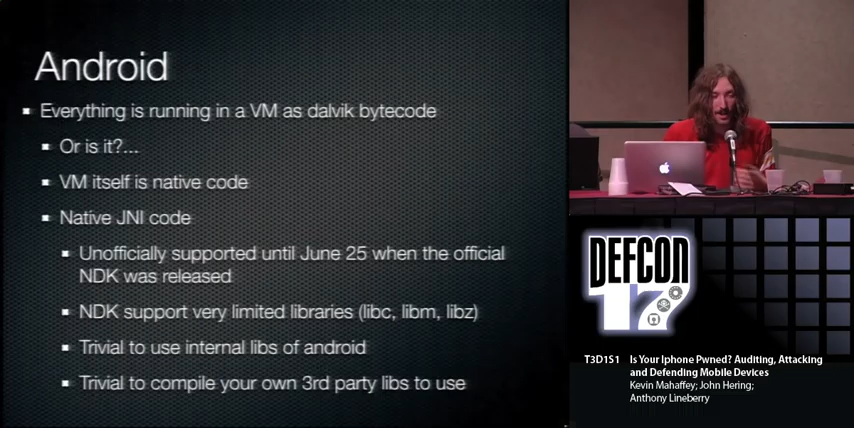 Android
Everything is running in a VM as dalvik bytecode
Or is it?...
VM itself is native code
Native JNI code
Unofficially supported until June 25 when the official
NDK was released
NDK support very limited libraries (libc, libm, libz)
Trivial to use internal libs of android
Trivial to compile your own 3rd party libs to use
DEFCON
17
T3D1S1 Is Your Iphone Pwned? Auditing, Attacking
and Defending Mobile Devices
Kevin Mahaffey; John Hering;
Anthony Lineberry